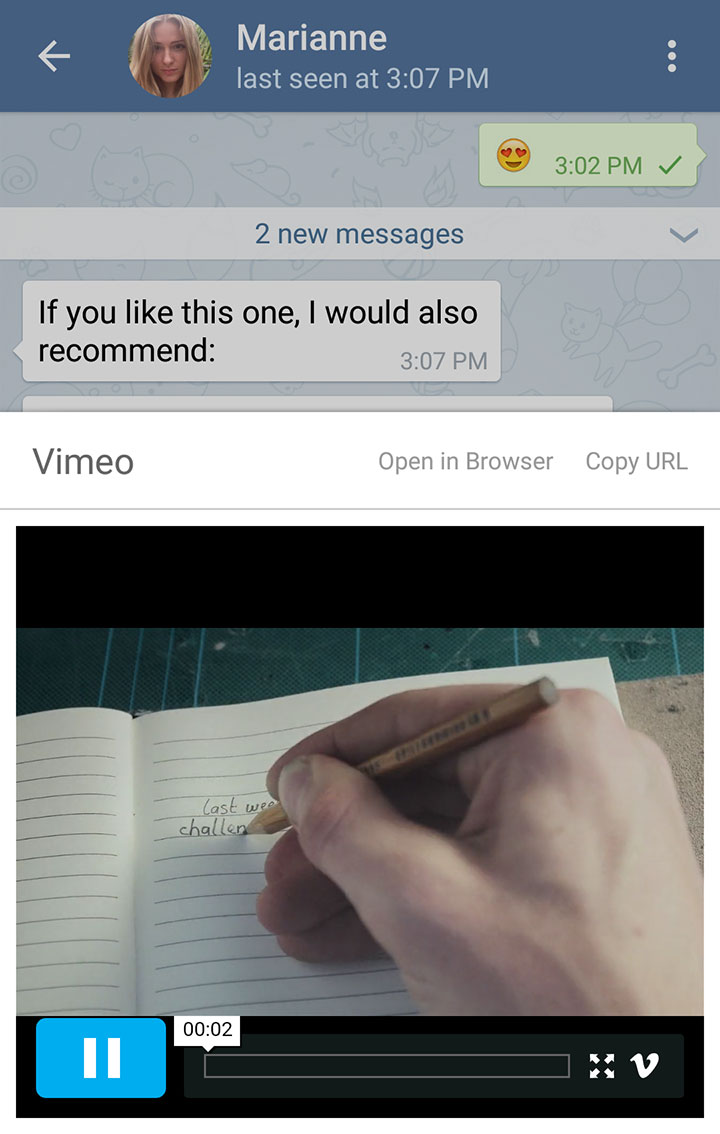 Marianne
last seen at 3:07 PM
3:02 PM
2 new messages
If you like this one, I would also
recommend:
3:07 PM
Vimeo
Open in Browser
Copy URL
last wee
challen
00:02